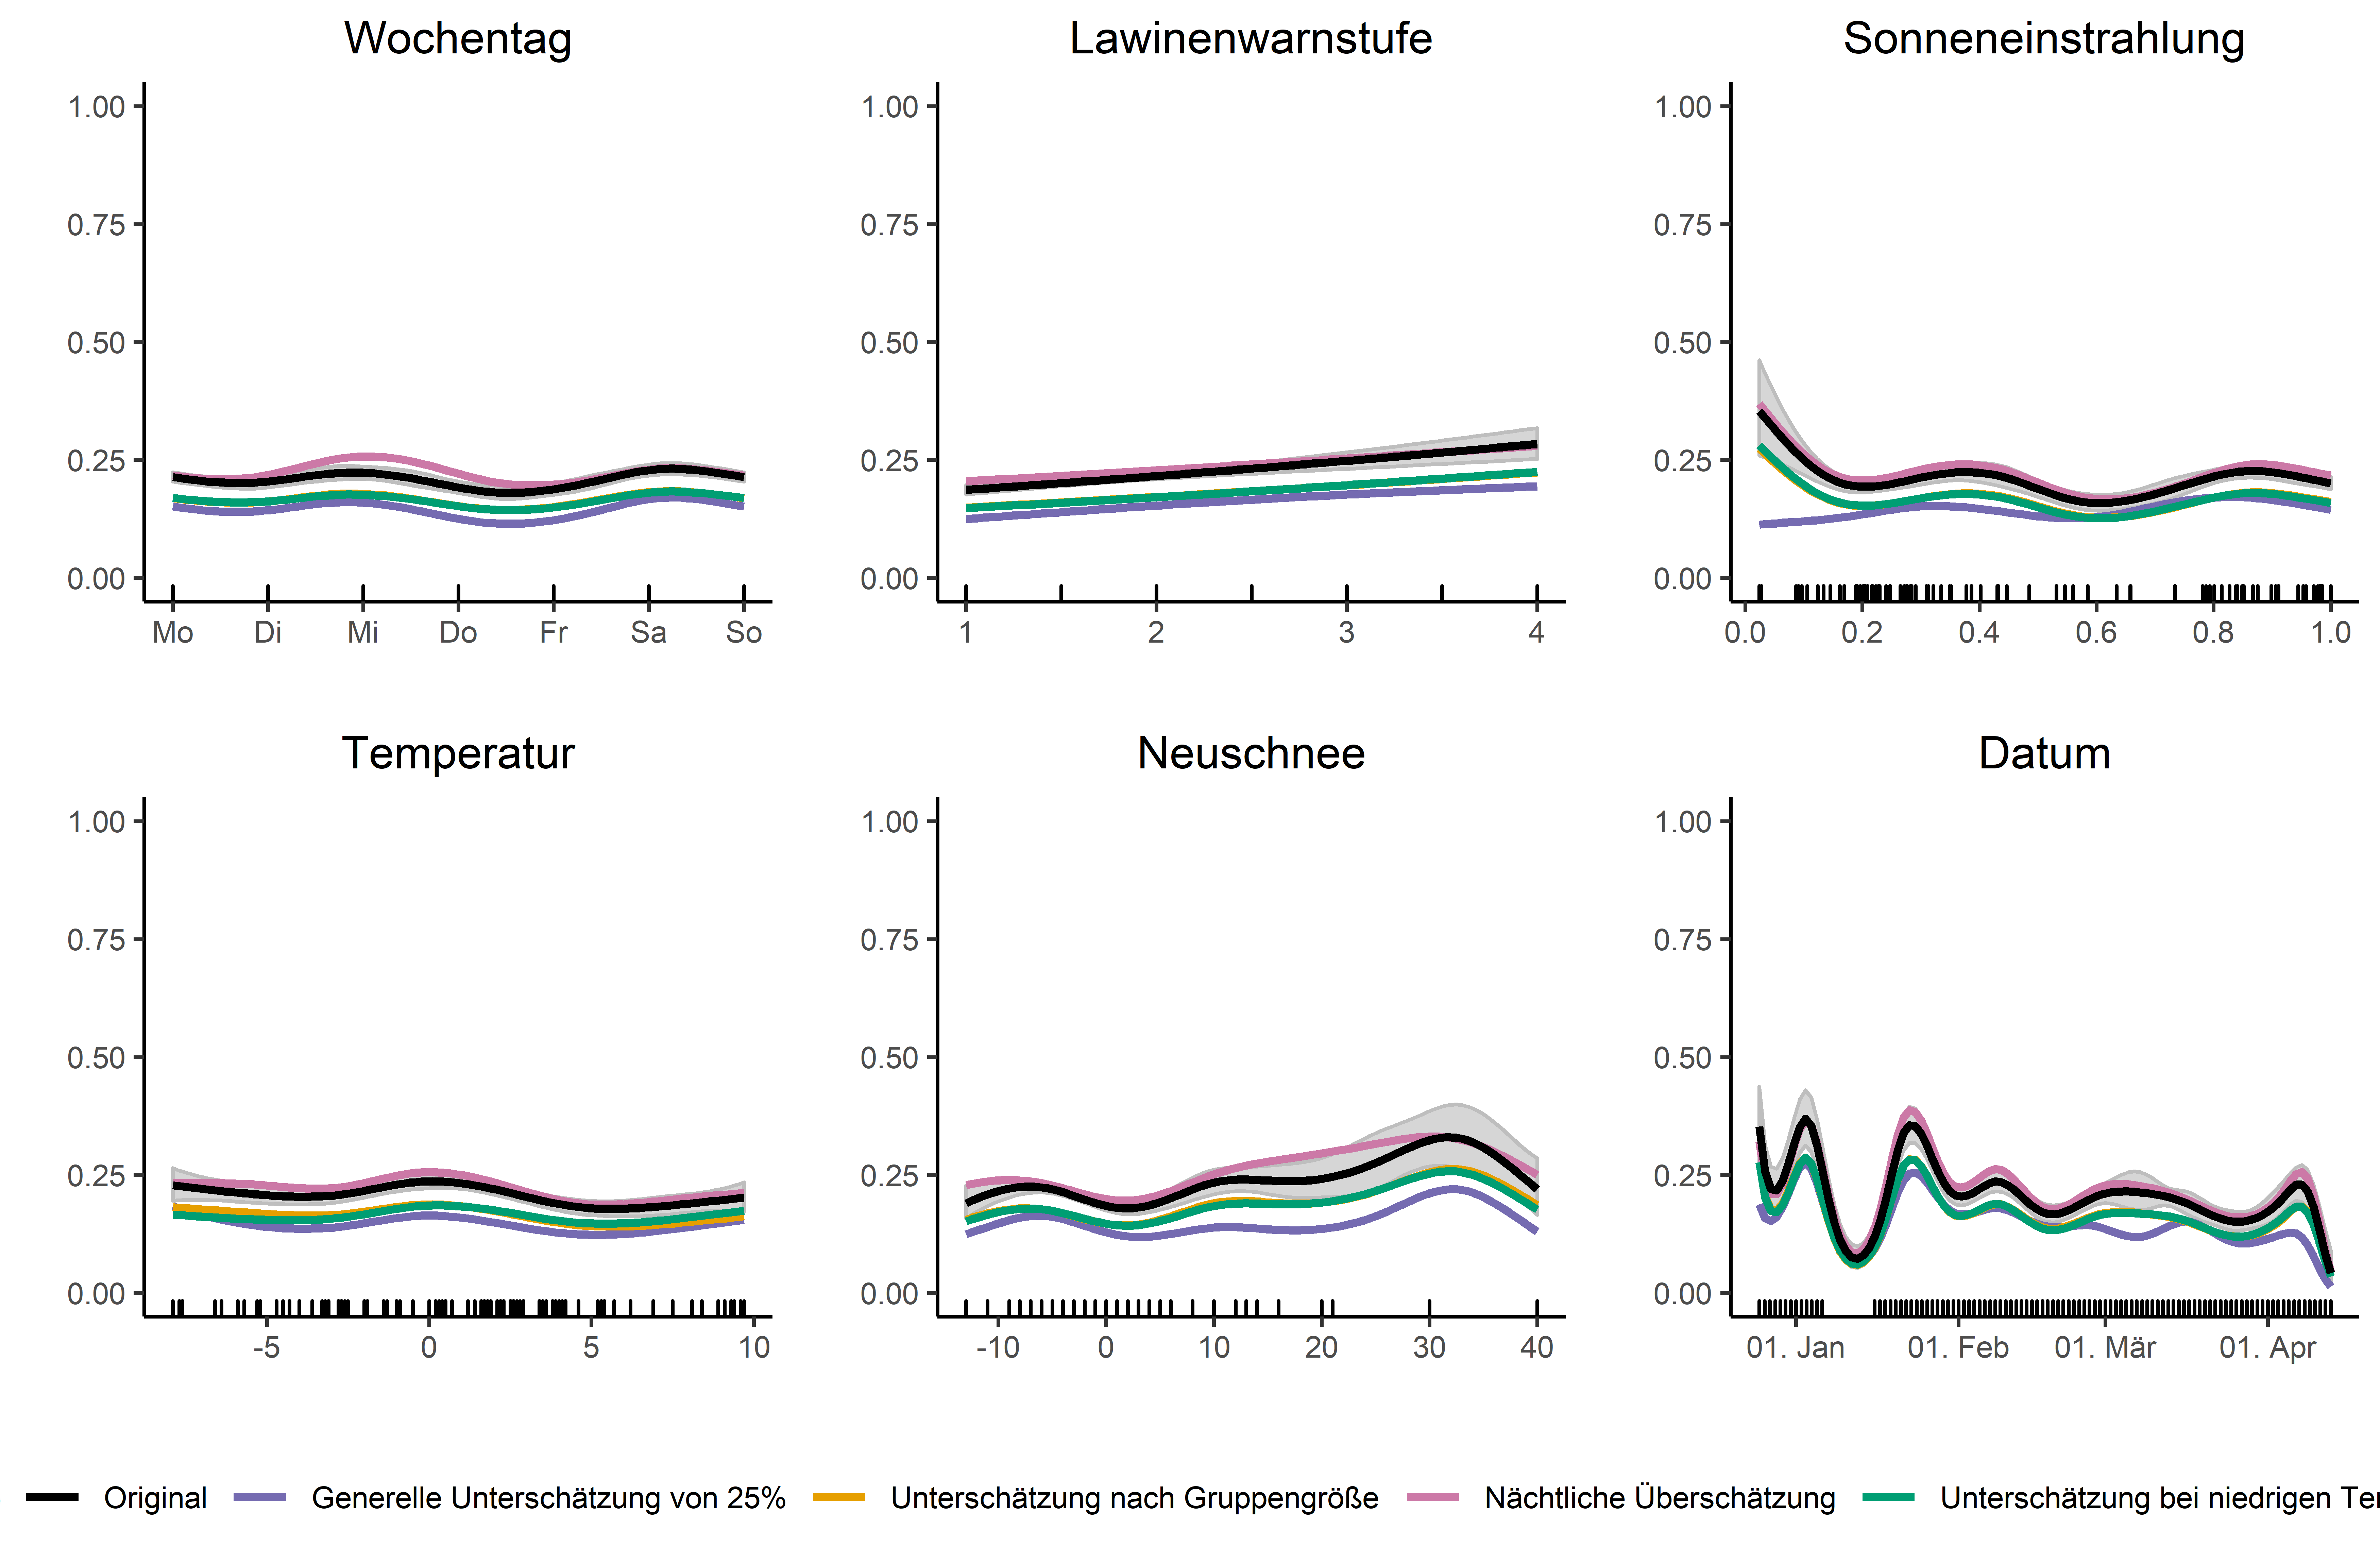 Wochentag Lawinenwarnstufe Sonneneinstrahlung
1.00 1.00 1.00
0.75 0.75 0.75
0.50 0.50 0.50
0.25 0.25 0.25
0.00 0.00 0.00
Mo Di Mi Do Fr Sa So 1 2 3 4 0.0 0.2 0.4 0.6 0.8 1.0
Temperatur Neuschnee Datum
1.00 1.00 1.00
0.75 0.75 0.75
0.50 0.50 0.50
0.25 0.25 0.25
0.00 0.00 0.00
-5 0 5 10 -10 0 10 20 30 40 01. Jan 01. Feb 01. Mär 01. Apr
Original Generelle Unterschätzung von 25% Unterschätzung nach Gruppengröße Nächtliche Überschätzung Unterschätzung bei niedrigen